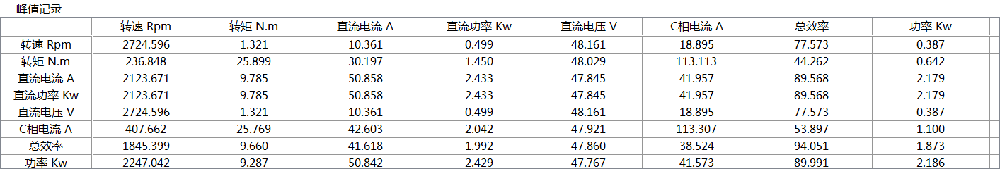 峰值记录
转速 Rpm 转矩 N.m 直流电流 A 直流功率 Kw 直流电压 V C相电流 A 总效率 功率 Kw
转速 Rpm 2724.596 1.321 10.361 0.499 48.161 18.895 77.573 0.387
转矩 N.m 236.848 25.899 30.197 1.450 48.029 113.113 44.262 0.642
直流电流 A 2123.671 9.785 50.858 2.433 47.845 41.957 89.568 2.179
直流功率 Kw 2123.671 9.785 50.858 2.433 47.845 41.957 89.568 2.179
直流电压 V 2724.596 1.321 10.361 0.499 48.161 18.895 77.573 0.387
C相电流 A 407.662 25.769 42.603 2.042 47.921 113.307 53.897 1.100
总效率 1845.399 9.660 41.618 1.992 47.860 38.524 94.051 1.873
功率 Kw 2247.042 9.287 50.842 2.429 47.767 41.573 89.991 2.186